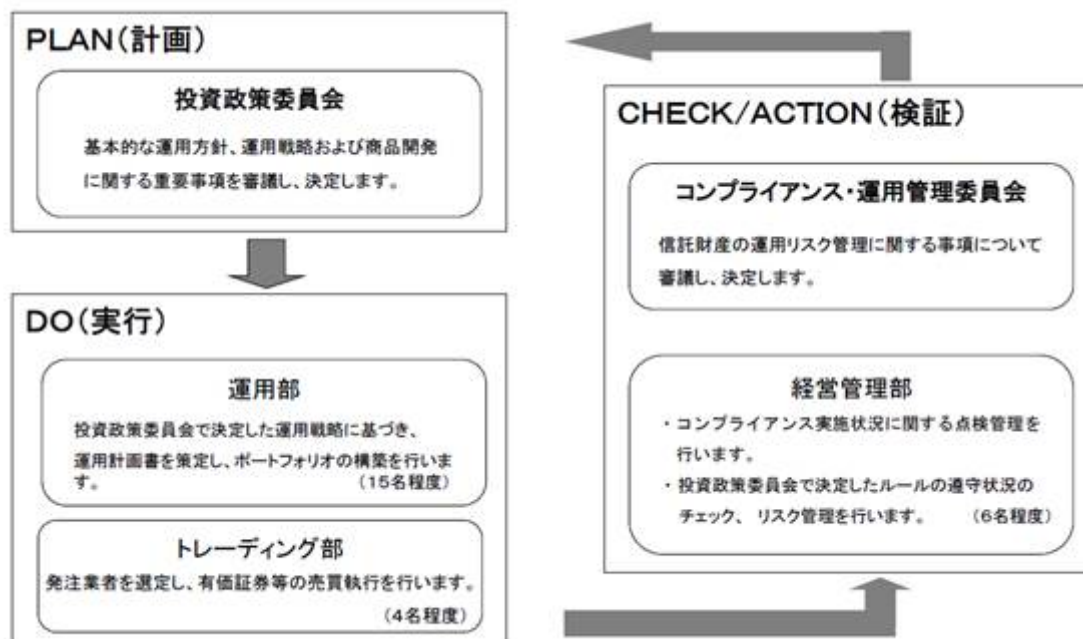 PLAN(計画)
投資政策委員会
基本的な運用方針、運用戦略および商品開発
に関する重要事項を審議し、決定します。
DO(実行)
運用部
投資政策委員会で決定した運用戦略に基づき、
運用計画書を策定し、ポートフォリオの構築を行いま
す。 (15名程度)
トレーディング部
発注業者を選定し、有価証券等の売買執行を行います。
(4名程度)
CHECK/ACTION(検証)
コンプライアンス・運用管理委員会
信託財産の運用リスク管理に関する事項について
審議し、決定します。
経営管理部
・コンプライアンス実施状況に関する点検管理を
行います。
・投資政策委員会で決定したルールの遵守状況の
チェック、リスク管理を行います。 (6名程度)